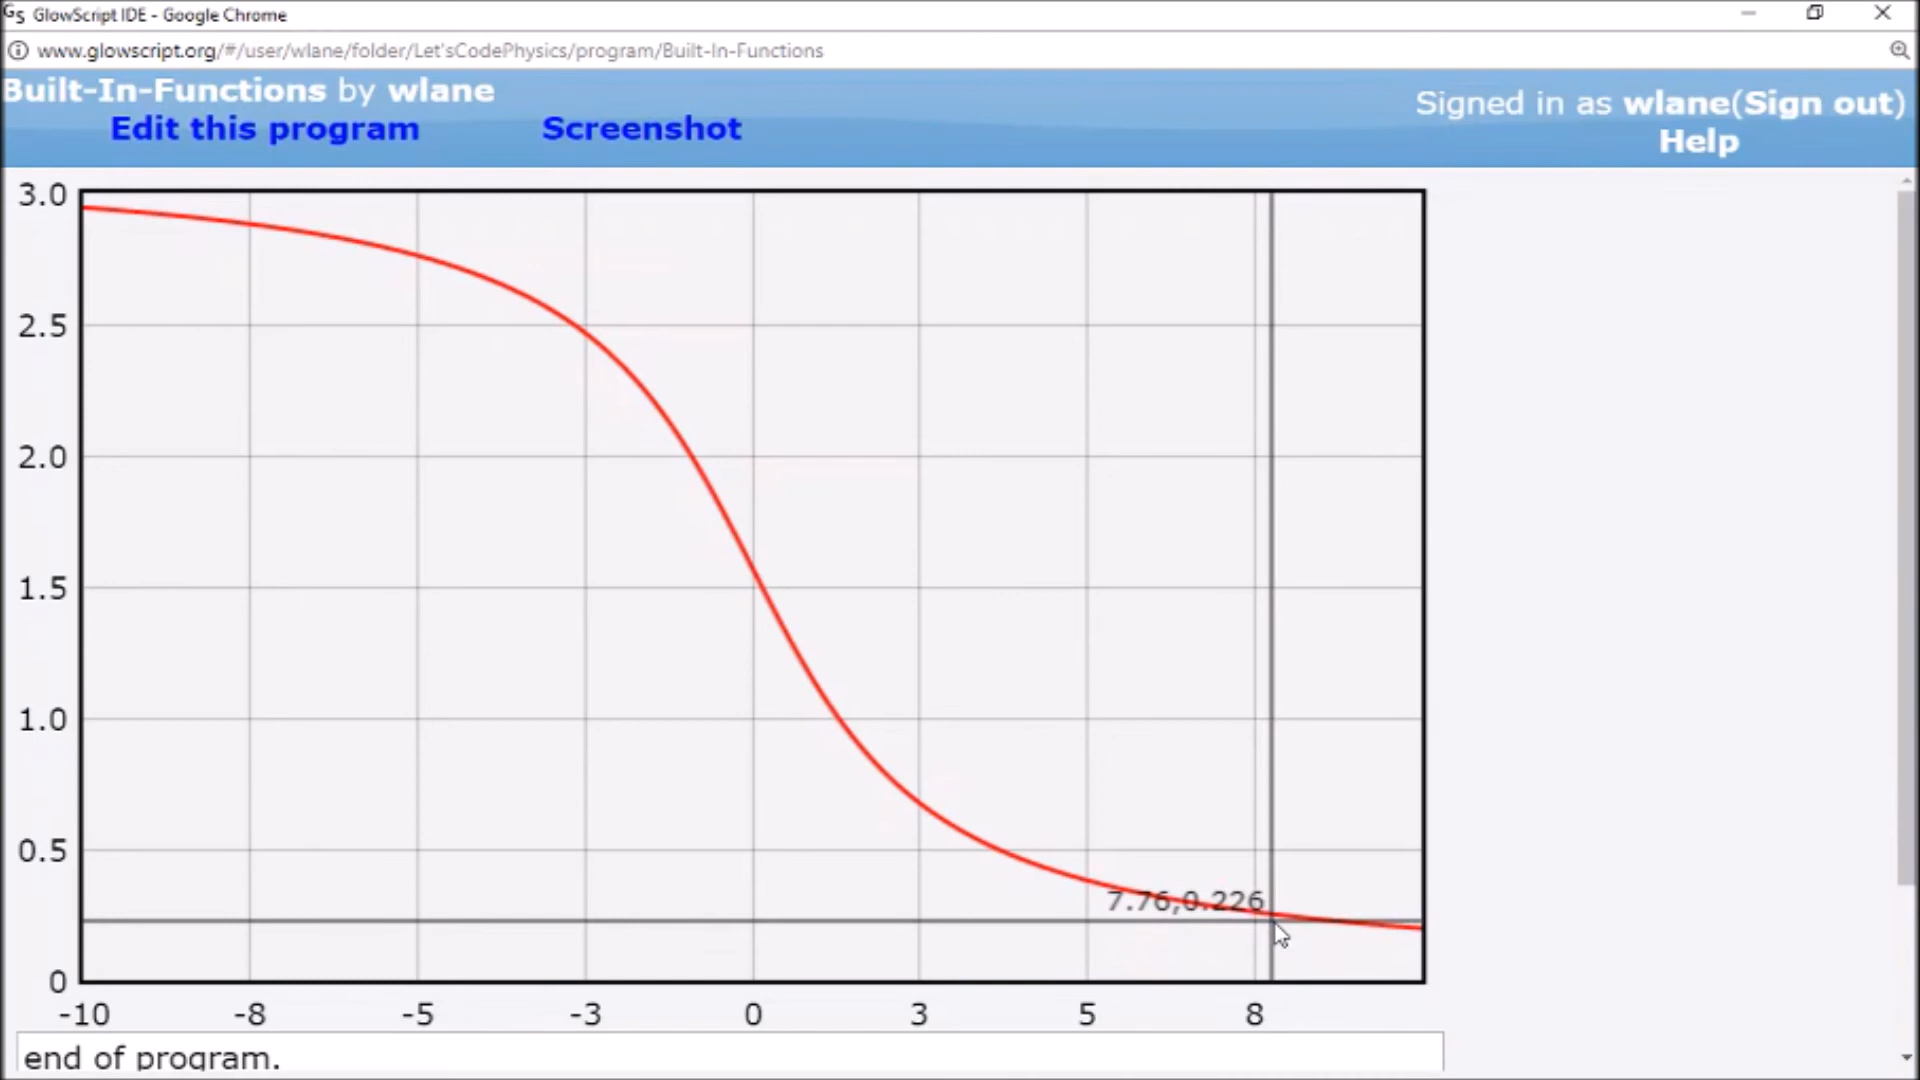 GS GlowScript IDE - Google Chrome
www.glowscript.org/#/user/wlane/folder/Let'sCodePhysics/program/Built-In-Functions
Built-In-Functions by wlane
Signed in as wlane(Sign out)
Edit this program Screenshot
Help
3.0
2.5
2.0
1.5
1.0
0.5
7.76,0.226
0
-10 -8 -5 -3 0 3 5 8
end of program.